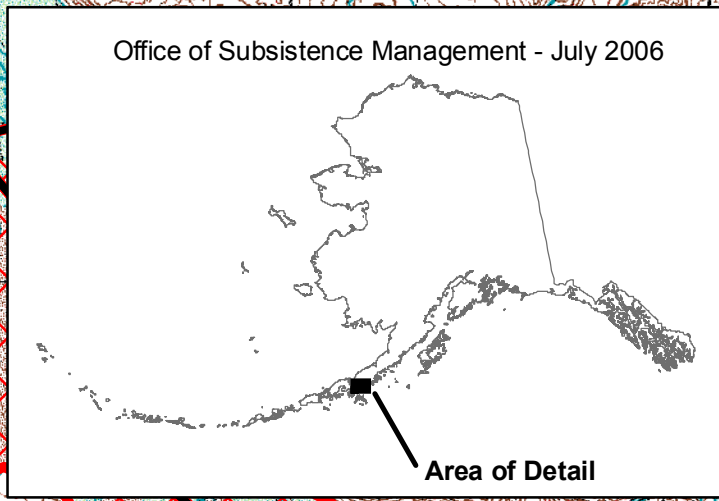 Office of Subsistence Management - July 2006
Area of Detail